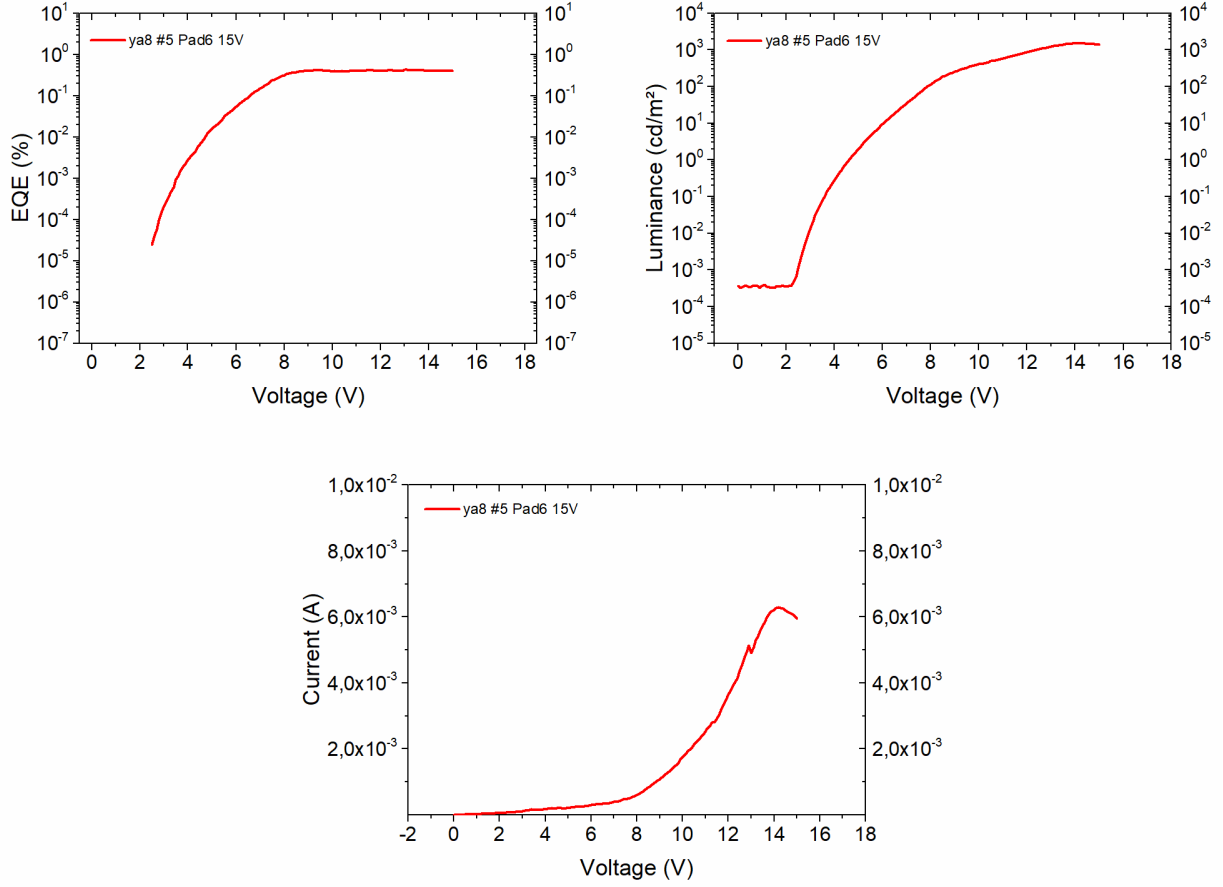 ya8 #5 Pad6 15V
EQE (%)
10¹
10⁰
10⁻¹
10⁻²
10⁻³
10⁻⁴
10⁻⁵
10⁻⁶
10⁻⁷
10¹
10⁰
10⁻¹
10⁻²
10⁻³
10⁻⁴
10⁻⁵
10⁻⁶
10⁻⁷
0 2 4 6 8 10 12 14 16 18
Voltage (V)
ya8 #5 Pad6 15V
Luminance (cd/m²)
10⁴
10³
10²
10¹
10⁰
10⁻¹
10⁻²
10⁻³
10⁻⁴
10⁻⁵
10⁴
10³
10²
10¹
10⁰
10⁻¹
10⁻²
10⁻³
10⁻⁴
10⁻⁵
0 2 4 6 8 10 12 14 16 18
Voltage (V)
ya8 #5 Pad6 15V
Current (A)
1,0x10⁻²
8,0x10⁻³
6,0x10⁻³
4,0x10⁻³
2,0x10⁻³
1,0x10⁻²
8,0x10⁻³
6,0x10⁻³
4,0x10⁻³
2,0x10⁻³
-2 0 2 4 6 8 10 12 14 16 18
Voltage (V)